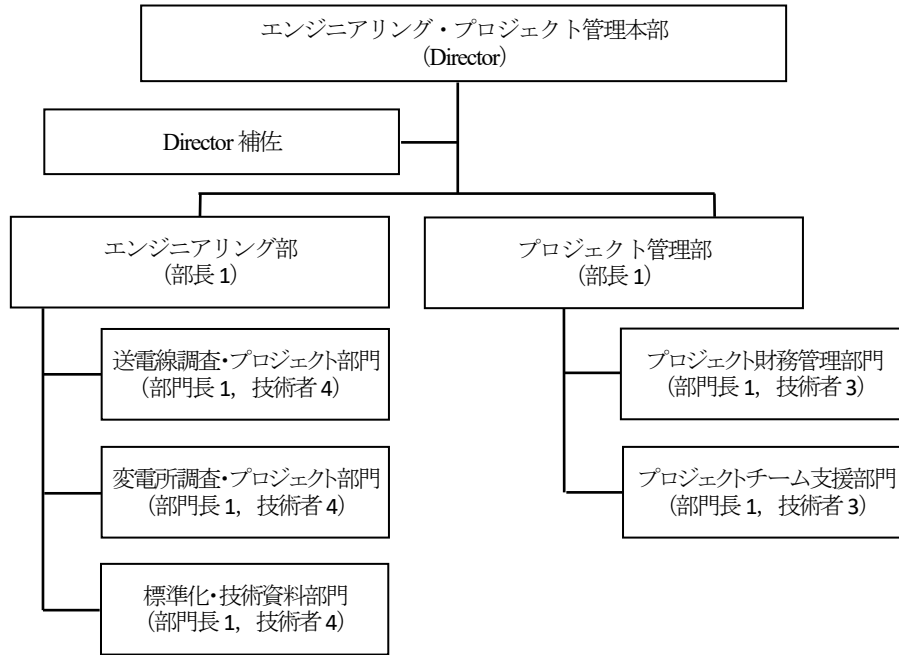 エンジニアリング・プロジェクト管理本部
(Director)
Director 補佐
エンジニアリング部
(部長 1)
プロジェクト管理部
(部長 1)
送電線調査・プロジェクト部門
(部門長 1, 技術者 4)
プロジェクト財務管理部門
(部門長 1, 技術者 3)
変電所調査・プロジェクト部門
(部門長 1, 技術者 4)
プロジェクトチーム支援部門
(部門長 1, 技術者 3)
標準化・技術資料部門
(部門長 1, 技術者 4)